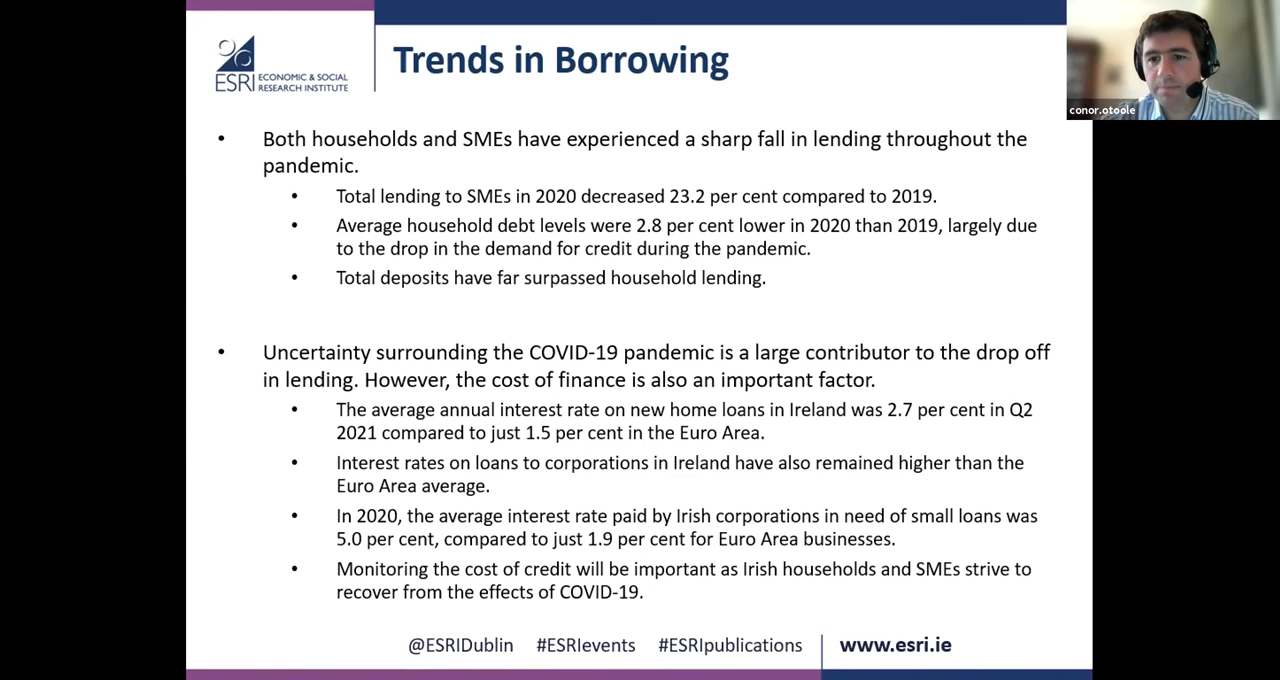 Trends in Borrowing
ESRI ECONOMIC & SOCIAL
RESEARCH INSTITUTE
conor.otoole
• Both households and SMEs have experienced a sharp fall in lending throughout the
pandemic.
• Total lending to SMEs in 2020 decreased 23.2 per cent compared to 2019.
• Average household debt levels were 2.8 per cent lower in 2020 than 2019, largely due
to the drop in the demand for credit during the pandemic.
• Total deposits have far surpassed household lending.
• Uncertainty surrounding the COVID-19 pandemic is a large contributor to the drop off
in lending. However, the cost of finance is also an important factor.
• The average annual interest rate on new home loans in Ireland was 2.7 per cent in Q2
2021 compared to just 1.5 per cent in the Euro Area.
• Interest rates on loans to corporations in Ireland have also remained higher than the
Euro Area average.
• In 2020, the average interest rate paid by Irish corporations in need of small loans was
5.0 per cent, compared to just 1.9 per cent for Euro Area businesses.
• Monitoring the cost of credit will be important as Irish households and SMEs strive to
recover from the effects of COVID-19.
@ESRIDublin #ESRIevents #ESRIpublications www.esri.ie